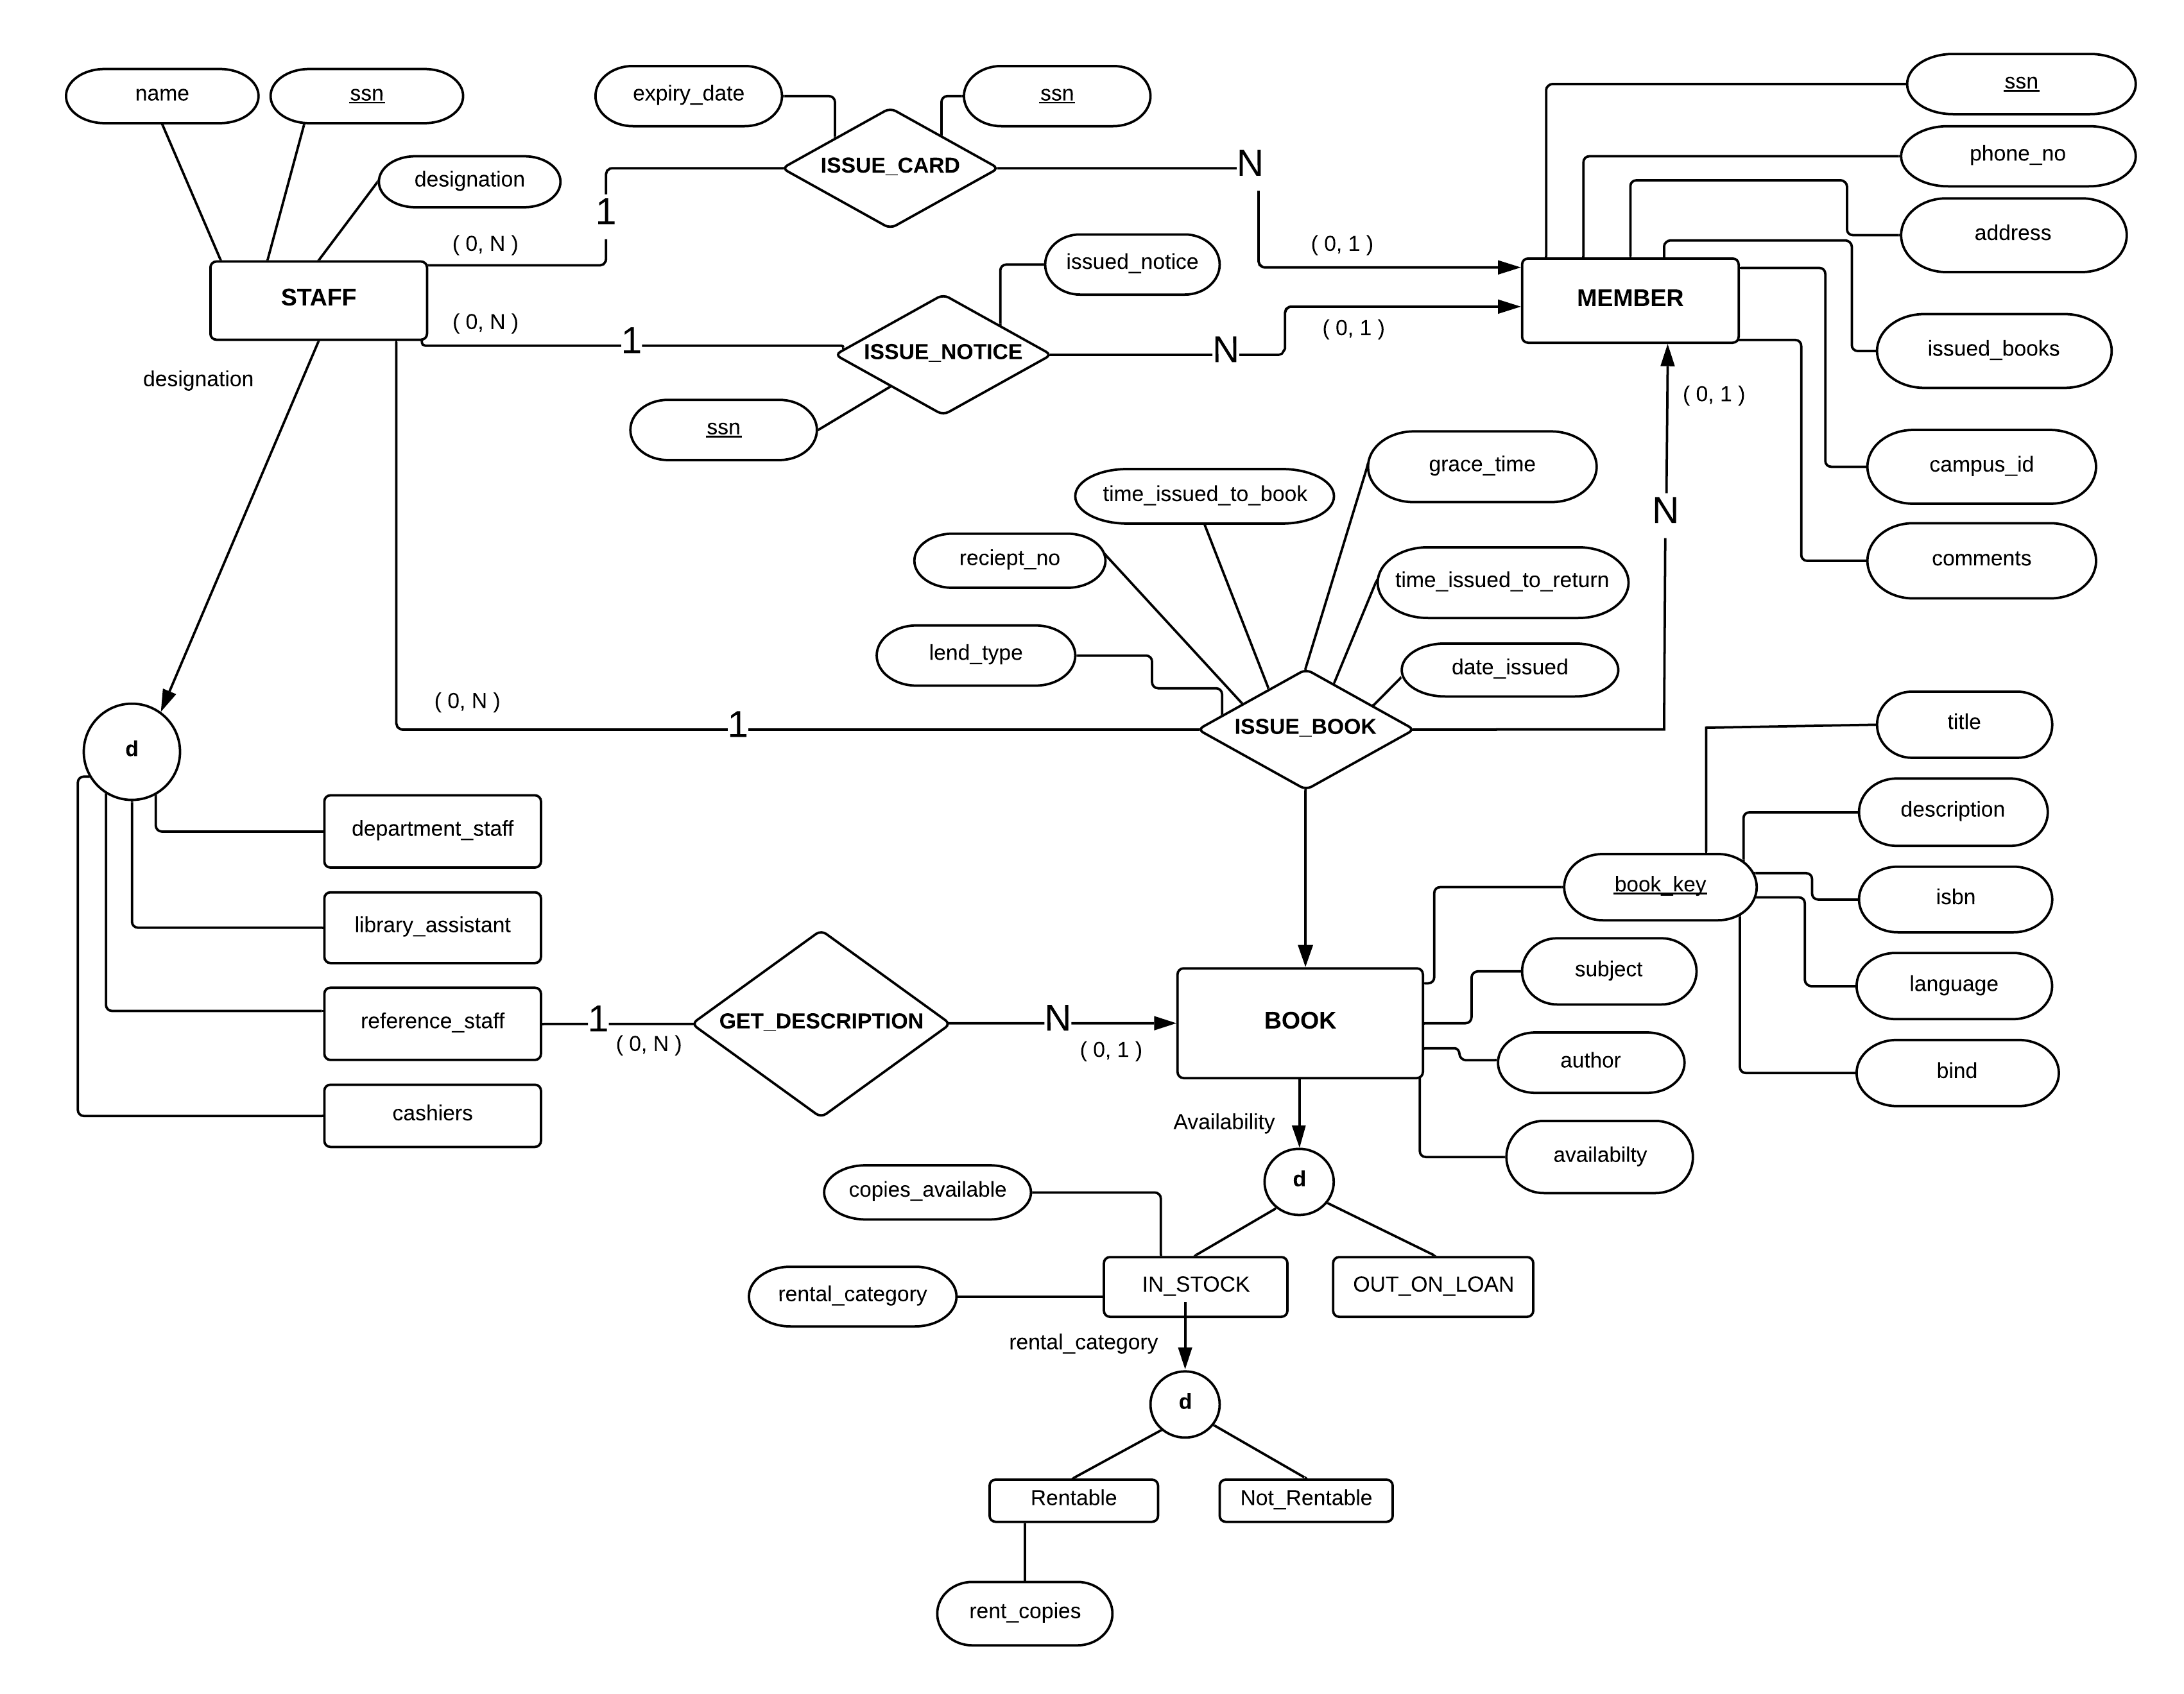 name
ssn
expiry_date
ssn
ssn
ISSUE_CARD
N
phone_no
designation
1
( 0, N )
( 0, 1 )
address
issued_notice
STAFF
MEMBER
( 0, N )
1
ISSUE_NOTICE
N
( 0, 1 )
issued_books
designation
( 0, 1 )
ssn
grace_time
campus_id
time_issued_to_book
N
reciept_no
comments
time_issued_to_return
lend_type
date_issued
( 0, N )
1
ISSUE_BOOK
title
d
description
department_staff
book_key
isbn
library_assistant
subject
language
reference_staff
1
( 0, N )
GET_DESCRIPTION
N
( 0, 1 )
BOOK
author
bind
cashiers
Availability
availabilty
d
copies_available
rental_category
IN_STOCK
OUT_ON_LOAN
rental_category
d
Rentable
Not_Rentable
rent_copies